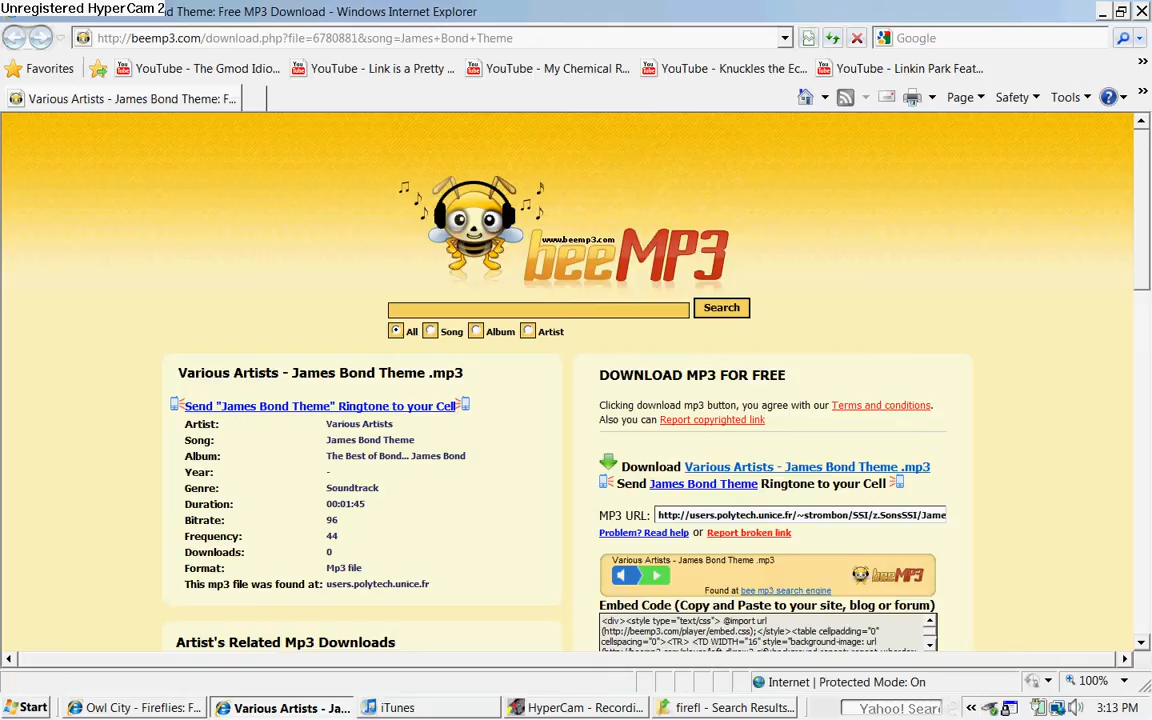 Unregistered HyperCam 2
d Theme: Free MP3 Download - Windows Internet Explorer
http://beemp3.com/download.php?file=6780881&song=James+Bond+Theme
Google
Favorites
YouTube - The Gmod Idio...
YouTube - Link is a Pretty ...
YouTube - My Chemical R...
YouTube - Knuckles the Ec...
YouTube - Linkin Park Feat...
Various Artists - James Bond Theme: F...
Page
Safety
Tools
www.beemp3.com
beeMP3
Search
All Song Album Artist
Various Artists - James Bond Theme .mp3
Send "James Bond Theme" Ringtone to your Cell
Artist: Various Artists
Song: James Bond Theme
Album: The Best of Bond... James Bond
Year: -
Genre: Soundtrack
Duration: 00:01:45
Bitrate: 96
Frequency: 44
Downloads: 0
Format: Mp3 file
This mp3 file was found at: users.polytech.unice.fr
Artist's Related Mp3 Downloads
DOWNLOAD MP3 FOR FREE
Clicking download mp3 button, you agree with our Terms and conditions.
Also you can Report copyrighted link
Download Various Artists - James Bond Theme .mp3
Send James Bond Theme Ringtone to your Cell
MP3 URL: http://users.polytech.unice.fr/~strombon/SSI/z.SonsSSI/Jame
Problem? Read help or Report broken link
Various Artists - James Bond Theme .mp3
beeMP3
Found at bee mp3 search engine
Embed Code (Copy and Paste to your site, blog or forum)
<div><style type="text/css"> @import url
(http://beemp3.com/player/embed.css);</style><table cellpadding="0"
cellspacing="0"><TR> <TD WIDTH="16" style="background-image: url
Internet | Protected Mode: On
100%
Start
Owl City - Fireflies: F...
Various Artists - Ja...
iTunes
HyperCam - Recordi...
firefl - Search Results...
Yahoo! Sear
3:13 PM